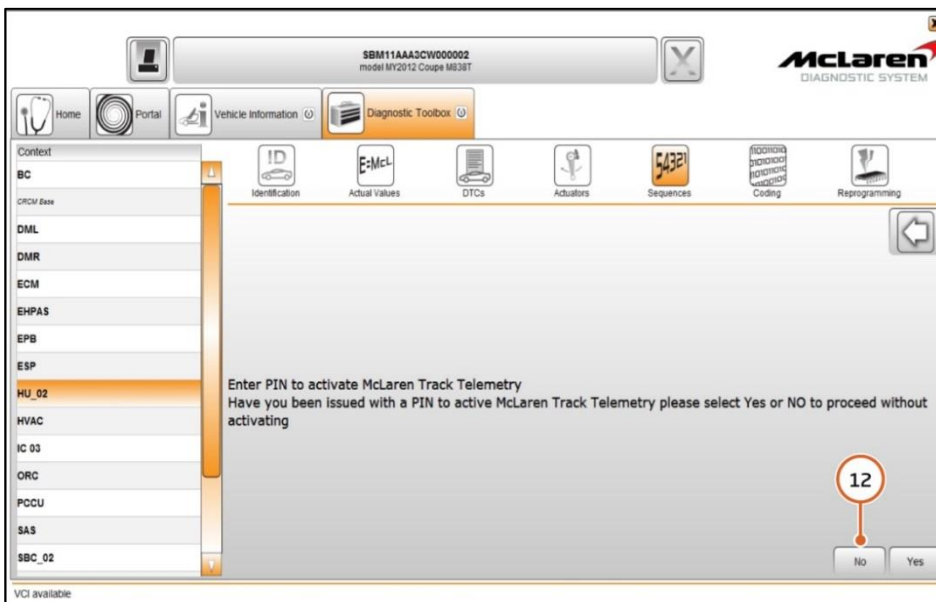 SBM11AAA3CW000002
model MY2012 Coupe M838T
McLaren
DIAGNOSTIC SYSTEM
Home
Portal
Vehicle Information
Diagnostic Toolbox
Context
BC
CRCM Base
DML
DMR
ECM
EHPAS
EPB
ESP
HU_02
HVAC
IC 03
ORC
PCCU
SAS
SBC_02
ID
E=McL
54321
Identification
Actual Values
DTCs
Actuators
Sequences
Coding
Reprogramming
Enter PIN to activate McLaren Track Telemetry
Have you been issued with a PIN to active McLaren Track Telemetry please select Yes or NO to proceed without
activating
12
No
Yes
VCI available